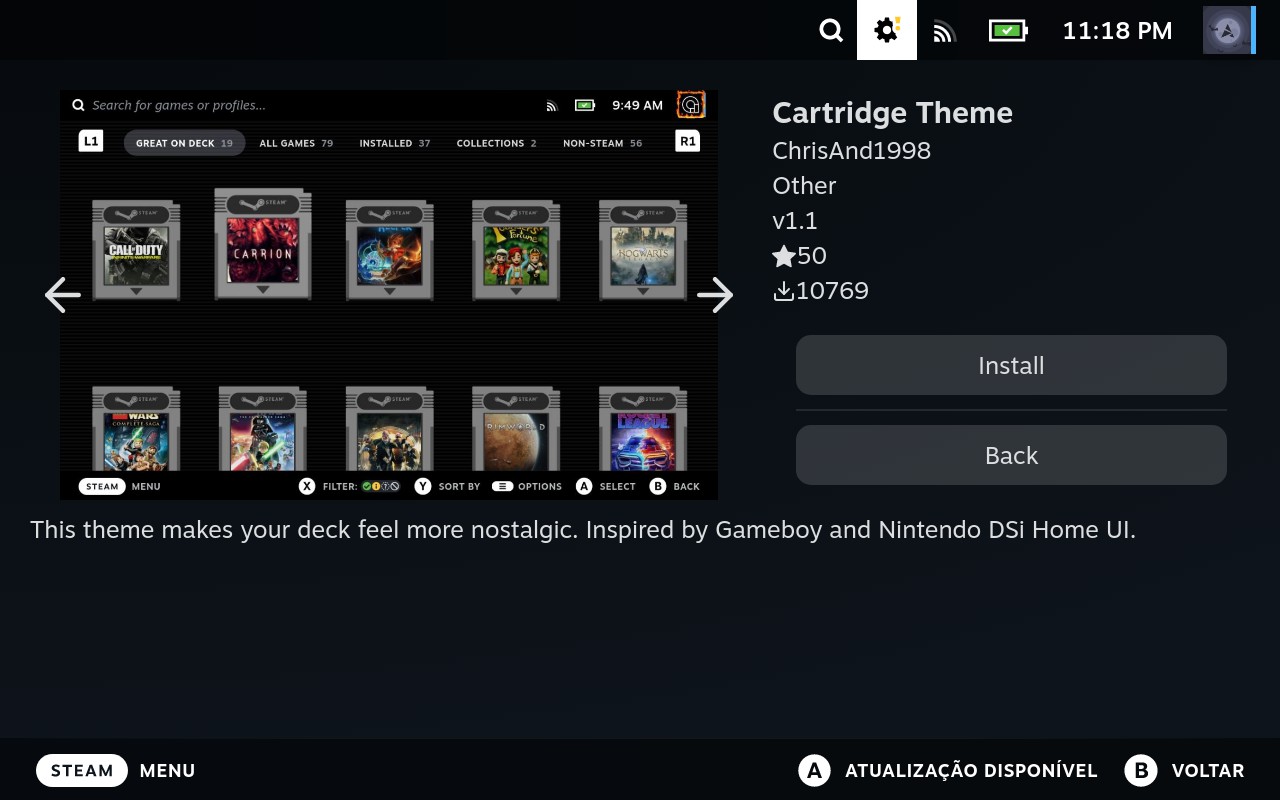 11:18 PM
Search for games or profiles...
9:49 AM
L1
GREAT ON DECK 19
ALL GAMES 79
INSTALLED 37
COLLECTIONS 2
NON-STEAM 56
R1
STEAM STEAM STEAM STEAM STEAM
CALL OF DUTY
INFINITE WARFARE
CARRION
Fortune
HOGWARTS
STEAM STEAM STEAM STEAM STEAM
WARS
COMPLETE SAGA
RIMWORLD
LEAGUE
STEAM MENU
X FILTER:
Y SORT BY
OPTIONS
A SELECT
B BACK
Cartridge Theme
ChrisAnd1998
Other
v1.1
50
10769
Install
Back
This theme makes your deck feel more nostalgic. Inspired by Gameboy and Nintendo DSi Home UI.
STEAM MENU
A ATUALIZAÇÃO DISPONÍVEL
B VOLTAR